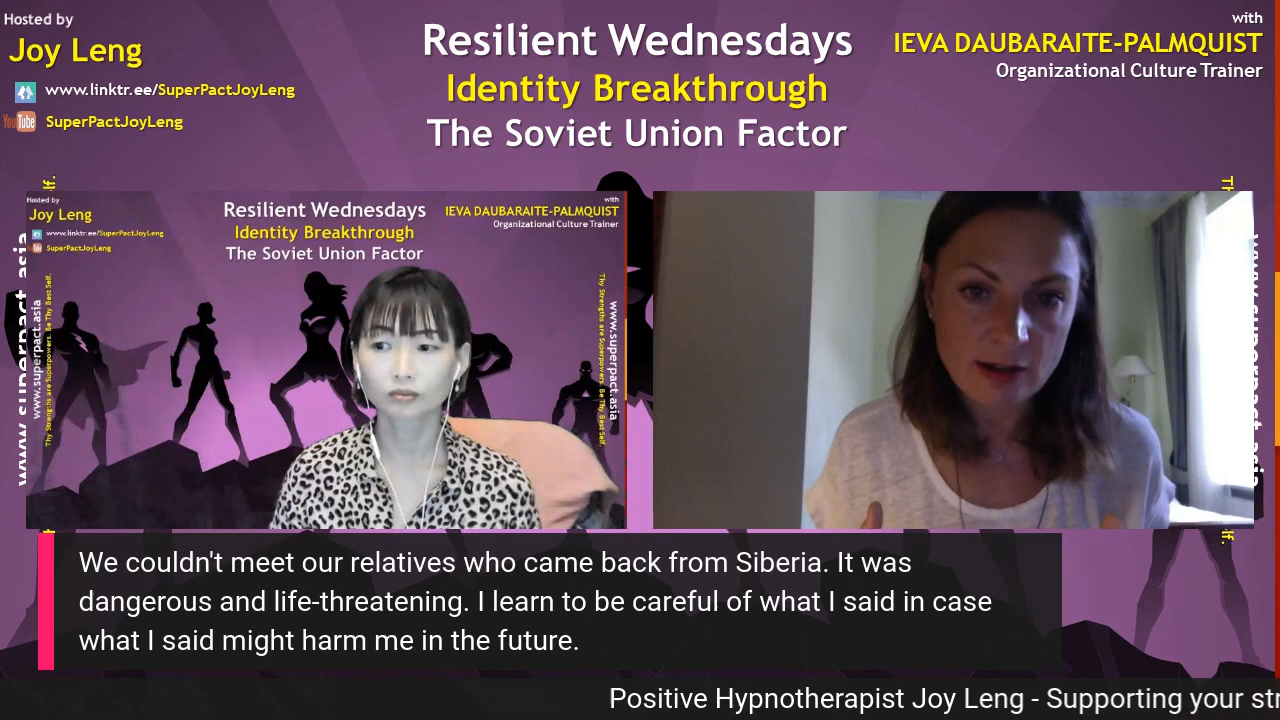 Hosted by
Joy Leng
www.linktr.ee/SuperPactJoyLeng
YouTube SuperPactJoyLeng
Resilient Wednesdays
Identity Breakthrough
The Soviet Union Factor
with
IEVA DAUBARAITE-PALMQUIST
Organizational Culture Trainer
Hosted by
Joy Leng
www.linktr.ee/SuperPactJoyLeng
SuperPactJoyLeng
Resilient Wednesdays
Identity Breakthrough
The Soviet Union Factor
with
IEVA DAUBARAITE-PALMQUIST
Organizational Culture Trainer
www.superpact.asia
Thy Strengths are Superpowers. Be Thy Best Self.
Thy Strengths are Superpowers. Be Thy Best Self.
www.superpact.asia
We couldn't meet our relatives who came back from Siberia. It was
dangerous and life-threatening. I learn to be careful of what I said in case
what I said might harm me in the future.
Positive Hypnotherapist Joy Leng - Supporting your str